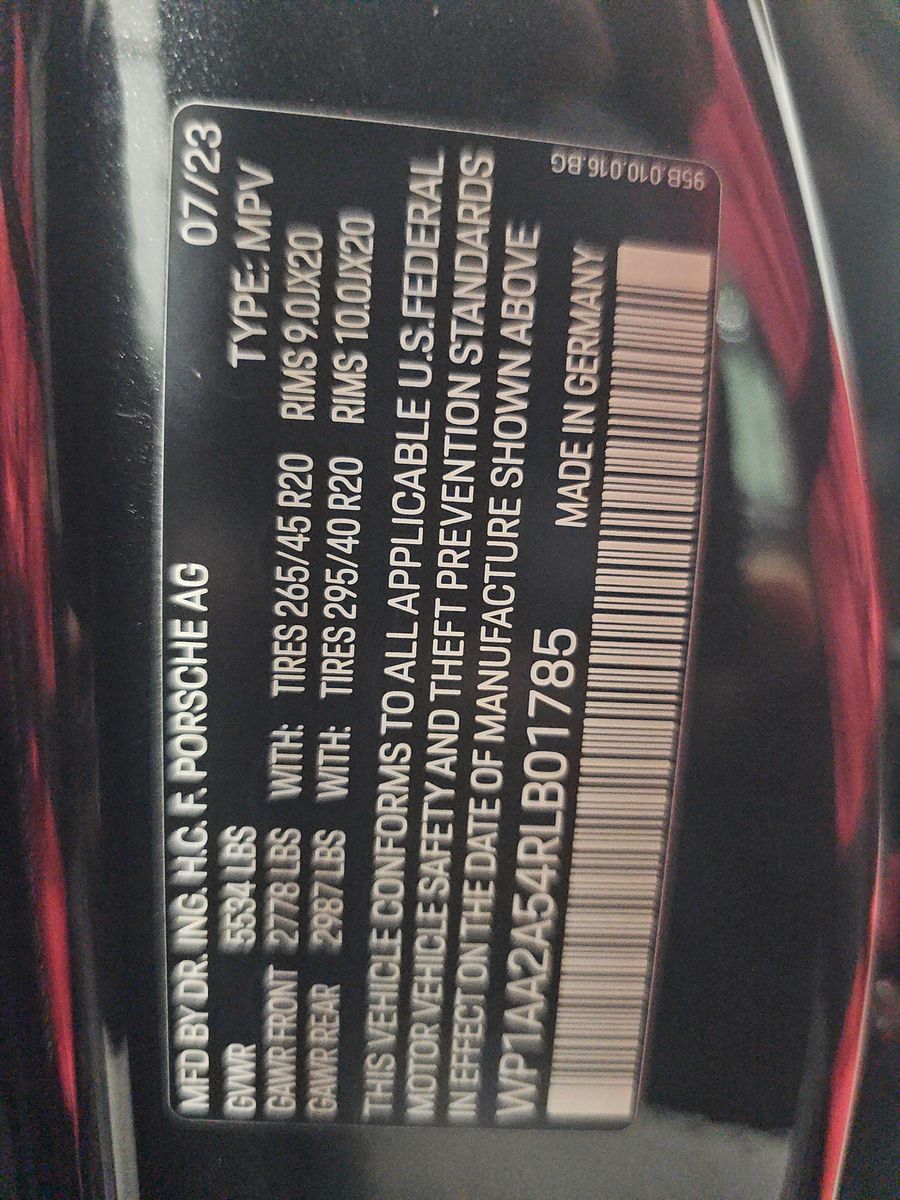 MFD BY DR. ING. H.C. F. PORSCHE AG 07/23
GVWR 5534 LBS TYPE: MPV
GAWR FRONT 2778 LBS WITH: TIRES 265/45 R20 RIMS 9.0JX20
GAWR REAR 2987 LBS WITH: TIRES 295/40 R20 RIMS 10.0JX20
THIS VEHICLE CONFORMS TO ALL APPLICABLE U.S.FEDERAL
MOTOR VEHICLE SAFETY AND THEFT PREVENTION STANDARDS
IN EFFECT ON THE DATE OF MANUFACTURE SHOWN ABOVE
WP1AA2A54RLB01785 MADE IN GERMANY
95B.010.016.BG